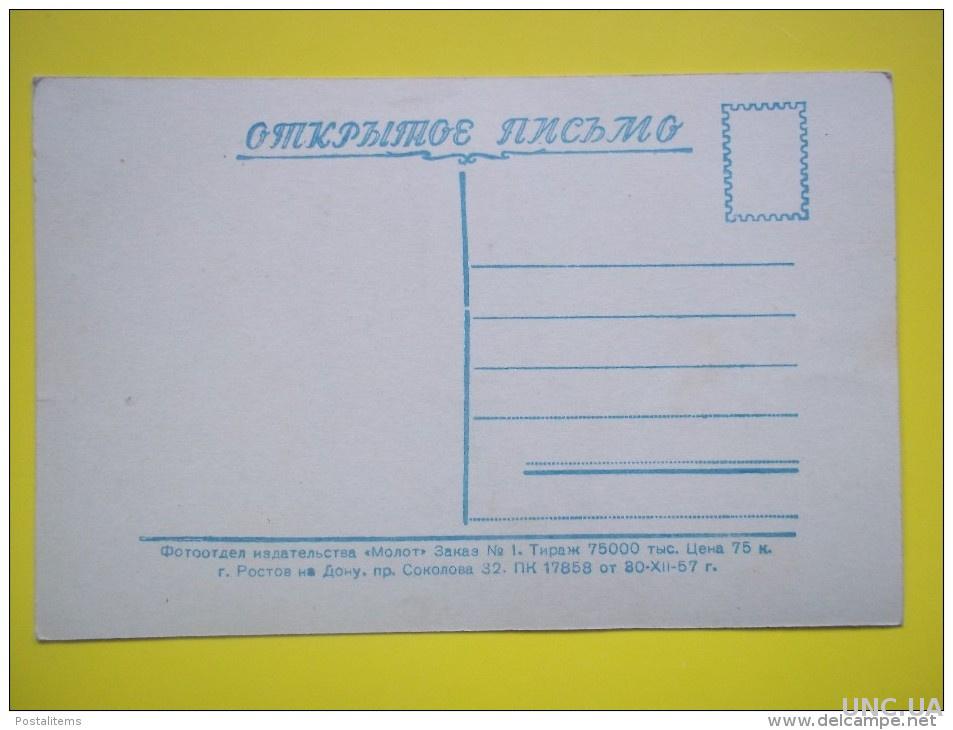 ОТКРЫТОЕ ПИСЬМО
Фотоотдел издательства «Молот» Заказ № 1. Тираж 75000 тыс. Цена 75 к.
г. Ростов на Дону, пр. Соколова 32. ПК 17858 от 30-XII-57 г.
UNC.UA
Postalitems
www.delcampe.net